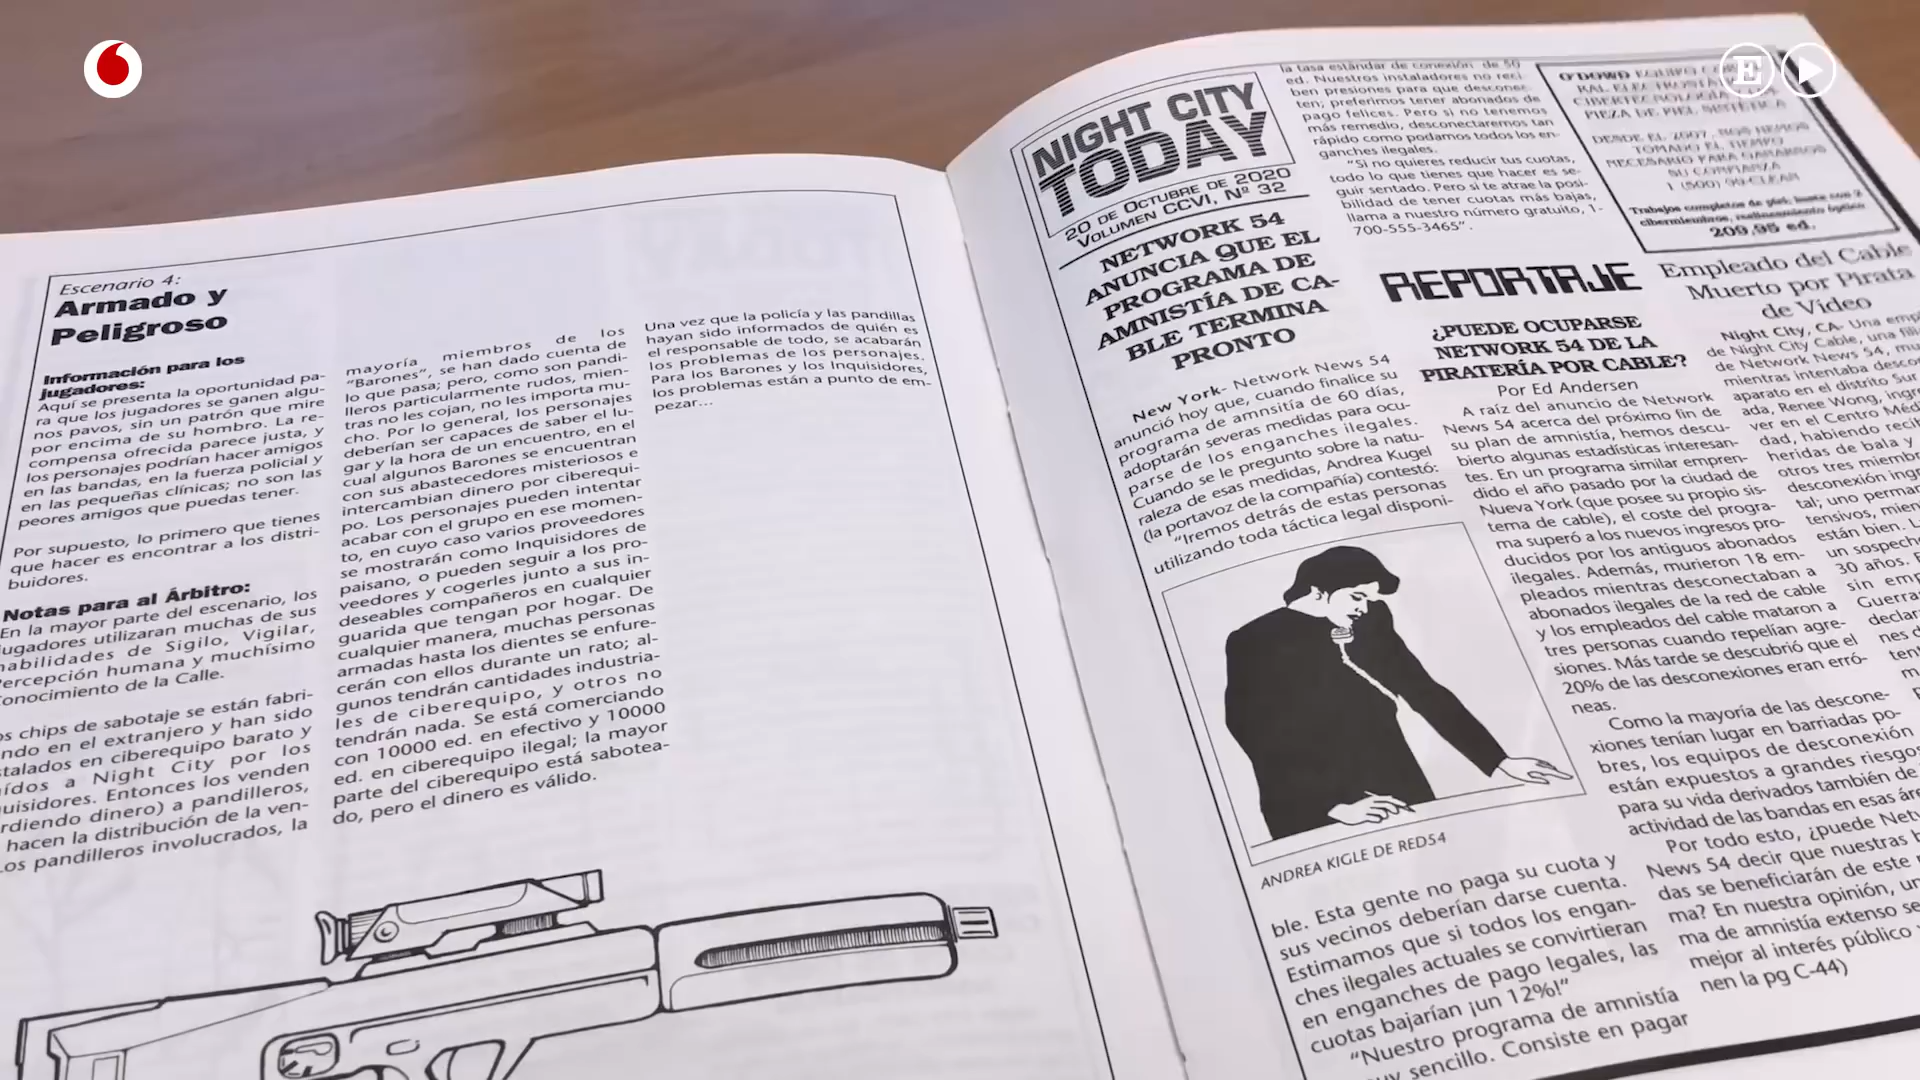 Escenario 4:
Armado y
Peligroso
Información para los
jugadores:
Aquí se presenta la oportunidad pa-
ra que los jugadores se ganen algu-
nos pavos, sin un patrón que mire
por encima de su hombro. La re-
compensa ofrecida parece justa, y
los personajes podrían hacer amigos
en las bandas, en la fuerza policial y
en las pequeñas clínicas; no son las
peores amigos que puedas tener.
Por supuesto, lo primero que tienes
que hacer es encontrar a los distri-
buidores.
Notas para al Árbitro:
En la mayor parte del escenario, los
jugadores utilizaran muchas de sus
habilidades de Sigilo, Vigilar,
Percepción humana y muchísimo
Conocimiento de la Calle.
os chips de sabotaje se están fabri-
ndo en el extranjero y han sido
stalados en ciberequipo barato y
ídos a Night City por los
uisidores. Entonces los venden
rdiendo dinero) a pandilleros,
hacen la distribución de la ven-
Los pandilleros involucrados, la
mayoría miembros de los
"Barones", se han dado cuenta de
lo que pasa; pero, como son pandi-
lleros particularmente rudos, mien-
tras no les cojan, no les importa mu-
cho. Por lo general, los personajes
deberían ser capaces de saber el lu-
gar y la hora de un encuentro, en el
cual algunos Barones se encuentran
con sus abastecedores misteriosos e
intercambian dinero por ciberequi-
po. Los personajes pueden intentar
acabar con el grupo en ese momen-
to, en cuyo caso varios proveedores
se mostrarán como Inquisidores de
paisano, o pueden seguir a los pro-
veedores y cogerles junto a sus in-
deseables compañeros en cualquier
guarida que tengan por hogar. De
cualquier manera, muchas personas
armadas hasta los dientes se enfure-
cerán con ellos durante un rato; al-
gunos tendrán cantidades industria-
les de ciberequipo, y otros no
tendrán nada. Se está comerciando
con 10000 ed. en efectivo y 10000
ed. en ciberequipo ilegal; la mayor
parte del ciberequipo está sabotea-
do, pero el dinero es válido.
Una vez que la policía y las pandillas
hayan sido informados de quién es
el responsable de todo, se acabarán
los problemas de los personajes.
Para los Barones y los Inquisidores,
los problemas están a punto de em-
pezar...
NIGHT CITY
TODAY
20 DE OCTUBRE DE 2020
VOLUMEN CCVI, Nº 32
NETWORK 54
ANUNCIA QUE EL
PROGRAMA DE
AMNISTÍA DE CA-
BLE TERMINA
PRONTO
New York- Network News 54
anunció hoy que, cuando finalice su
programa de amnsitía de 60 días,
adoptarán severas medidas para ocu-
parse de los enganches ilegales.
Cuando se le pregunto sobre la natu-
raleza de esas medidas, Andrea Kugel
(la portavoz de la compañía) contestó:
"Iremos detrás de estas personas
utilizando toda táctica legal disponi-
ANDREA KIGLE DE RED54
ble. Esta gente no paga su cuota y
sus vecinos deberían darse cuenta.
Estimamos que si todos los engan-
ches ilegales actuales se convirtieran
en enganches de pago legales, las
cuotas bajarían ¡un 12%!"
"Nuestro programa de amnistía
sencillo. Consiste en pagar
la tasa estándar de conexión de 50
ed. Nuestros instaladores no reci-
ben presiones para que desconec-
ten; preferimos tener abonados de
pago felices. Pero si no tenemos
más remedio, desconectaremos tan
rápido como podamos todos los en-
ganches ilegales.
"Si no quieres reducir tus cuotas,
todo lo que tienes que hacer es se-
guir sentado. Pero si te atrae la posi-
bilidad de tener cuotas más bajas,
llama a nuestro número gratuito, 1-
700-555-3465".
REPORTAJE
¿PUEDE OCUPARSE
NETWORK 54 DE LA
PIRATERÍA POR CABLE?
Por Ed Andersen
A raíz del anuncio de Network
News 54 acerca del próximo fin de
su plan de amnistía, hemos descu-
bierto algunas estadísticas interesan-
tes. En un programa similar empren-
dido el año pasado por la ciudad de
Nueva York (que posee su propio sis-
tema de cable), el coste del progra-
ma superó a los nuevos ingresos pro-
ducidos por los antiguos abonados
ilegales. Además, murieron 18 em-
pleados mientras desconectaban a
abonados ilegales de la red de cable
y los empleados del cable mataron a
tres personas cuando repelían agre-
siones. Más tarde se descubrió que el
20% de las desconexiones eran erró-
neas.
Como la mayoría de las descone-
xiones tenían lugar en barriadas po-
bres, los equipos de desconexión
están expuestos a grandes riesgos
para su vida derivados también de
actividad de las bandas en esas áre
Por todo esto, ¿puede Netw
News 54 decir que nuestras b
das se beneficiarán de este
ma? En nuestra opinión, un
ma de amnistía extenso se
mejor al interés público
nen la pg C-44)
O'DOWD EQUIPO
PIEZA DE PIEL SINTÉTICA
DESDE EL 2007, NOS HEMOS
TOMADO EL TIEMPO
NECESARIO PARA GANARNOS
SU CONFIANZA
1 (500) 99-CLEAN
Trabajos completos de piel, hasta con 2
cibermiembros, realineamiento óptico
209,95 ed.
Empleado del Cable
Muerto por Pirata
de Vídeo
Night City, CA- Una emp
de Night City Cable, una fili
de Network News 54, mu
mientras intentaba desco
aparato en el distrito Sur
ada, Renee Wong, ingr
ver en el Centro Méd
dad, habiendo recib
heridas de bala y
otros tres miemb
desconexión ingr
tal; uno perman
tensivos, mien
están bien. L
un sospech
30 años.
sin emp
Guerra
declar
nes d
tent
E